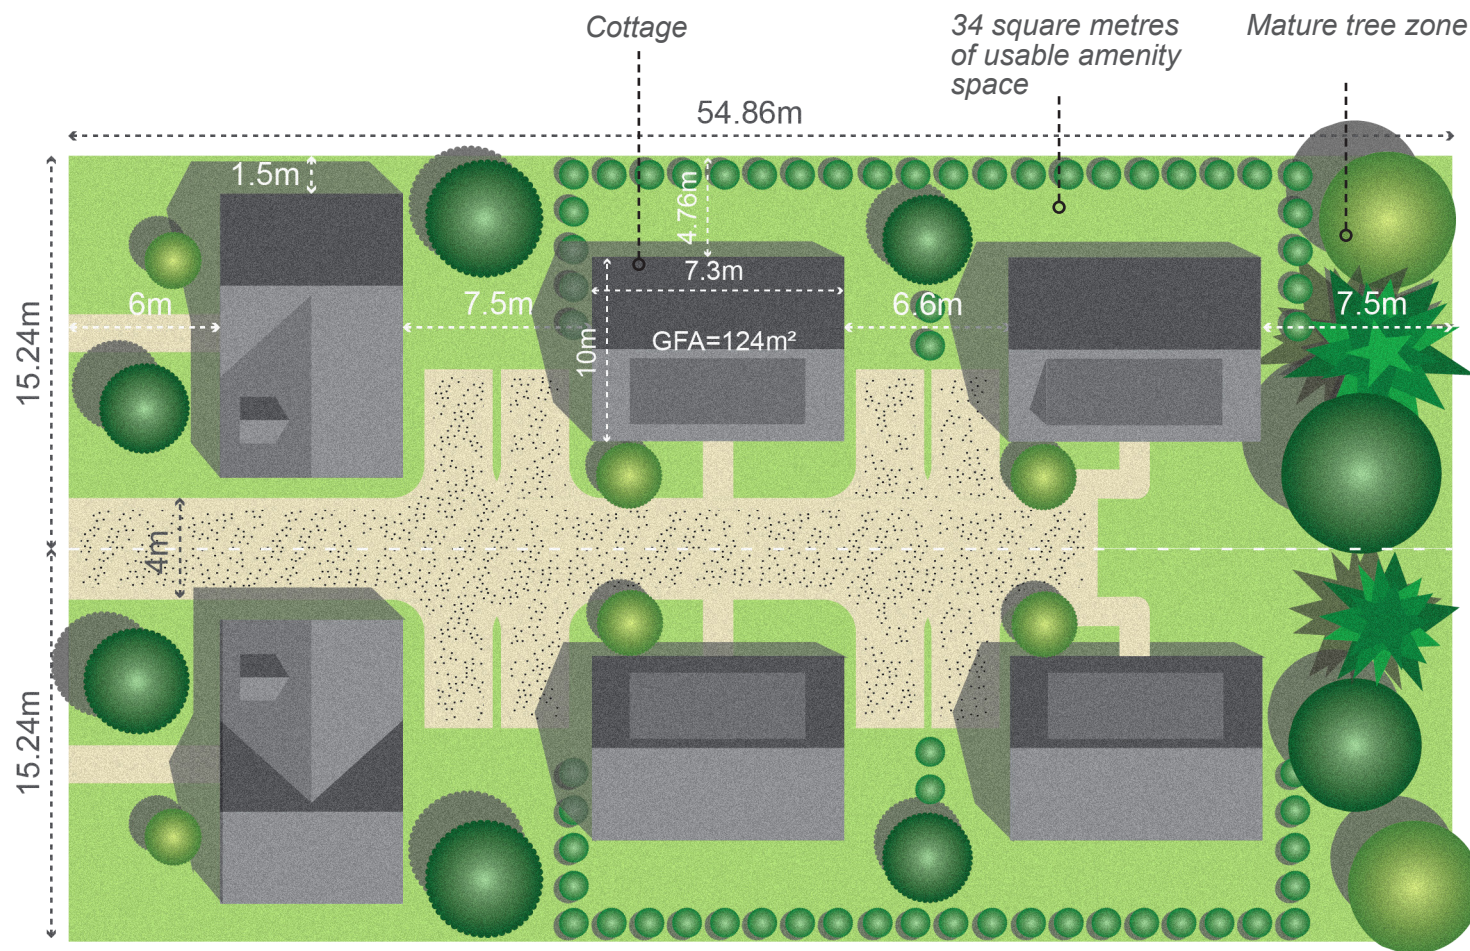 Cottage
34 square metres
of usable amenity
space
Mature tree zone
54.86m
1.5m
4.76m
7.3m
6m
7.5m
6.6m
7.5m
15.24m
10m
GFA=124m²
4m
15.24m